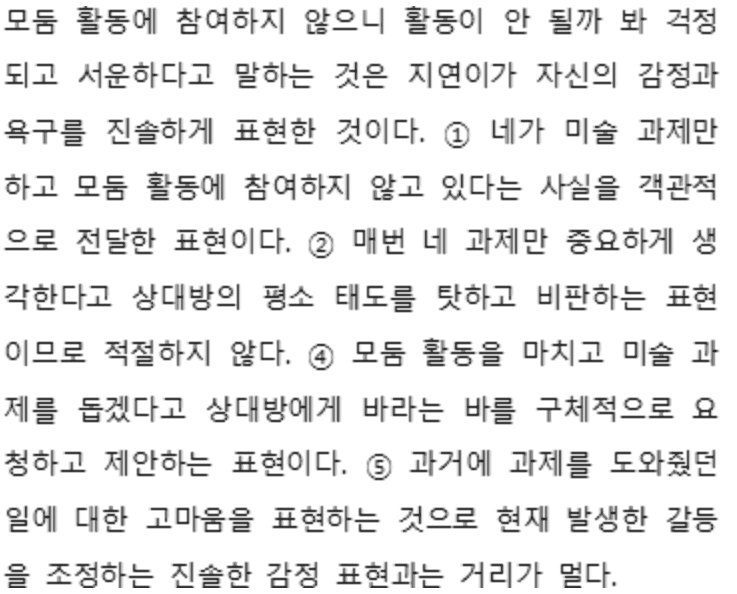 모둠 활동에 참여하지 않으니 활동이 안 될까 봐 걱정
되고 서운하다고 말하는 것은 지연이가 자신의 감정과
욕구를 진솔하게 표현한 것이다. ① 네가 미술 과제만
하고 모둠 활동에 참여하지 않고 있다는 사실을 객관적
으로 전달한 표현이다. ② 매번 네 과제만 중요하게 생
각한다고 상대방의 평소 태도를 탓하고 비판하는 표현
이므로 적절하지 않다. ④ 모둠 활동을 마치고 미술 과
제를 돕겠다고 상대방에게 바라는 바를 구체적으로 요
청하고 제안하는 표현이다. ⑤ 과거에 과제를 도와줬던
일에 대한 고마움을 표현하는 것으로 현재 발생한 갈등
을 조정하는 진솔한 감정 표현과는 거리가 멀다.